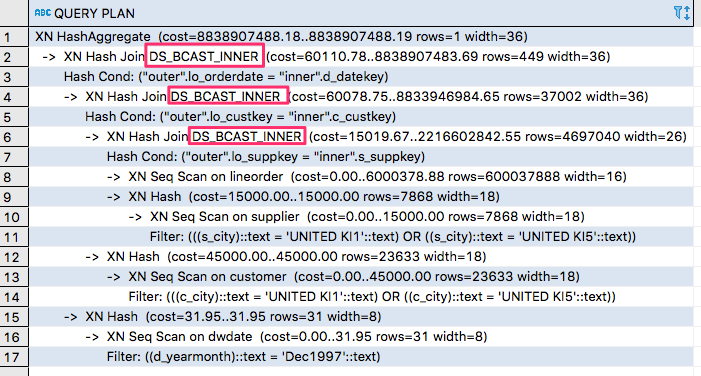 ABC QUERY PLAN
1 XN HashAggregate (cost=8838907488.18..8838907488.19 rows=1 width=36)
2 -> XN Hash Join DS_BCAST_INNER (cost=60110.78..8838907483.69 rows=449 width=36)
3 Hash Cond: ("outer".lo_orderdate = "inner".d_datekey)
4 -> XN Hash Join DS_BCAST_INNER (cost=60078.75..8833946984.65 rows=37002 width=36)
5 Hash Cond: ("outer".lo_custkey = "inner".c_custkey)
6 -> XN Hash Join DS_BCAST_INNER (cost=15019.67..2216602842.55 rows=4697040 width=26)
7 Hash Cond: ("outer".lo_suppkey = "inner".s_suppkey)
8 -> XN Seq Scan on lineorder (cost=0.00..6000378.88 rows=600037888 width=16)
9 -> XN Hash (cost=15000.00..15000.00 rows=7868 width=18)
10 -> XN Seq Scan on supplier (cost=0.00..15000.00 rows=7868 width=18)
11 Filter: (((s_city)::text = 'UNITED KI1'::text) OR ((s_city)::text = 'UNITED KI5'::text))
12 -> XN Hash (cost=45000.00..45000.00 rows=23633 width=18)
13 -> XN Seq Scan on customer (cost=0.00..45000.00 rows=23633 width=18)
14 Filter: (((c_city)::text = 'UNITED KI1'::text) OR ((c_city)::text = 'UNITED KI5'::text))
15 -> XN Hash (cost=31.95..31.95 rows=31 width=8)
16 -> XN Seq Scan on dwdate (cost=0.00..31.95 rows=31 width=8)
17 Filter: ((d_yearmonth)::text = 'Dec1997'::text)